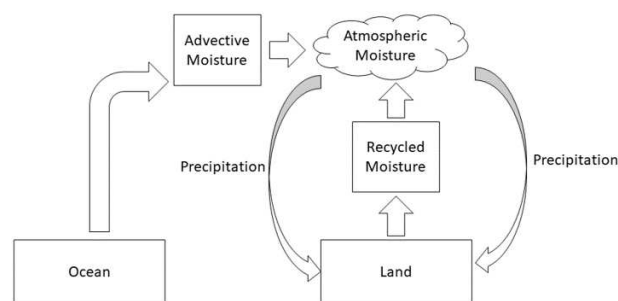 Advective
Moisture
Atmospheric
Moisture
Precipitation
Recycled
Moisture
Precipitation
Ocean
Land